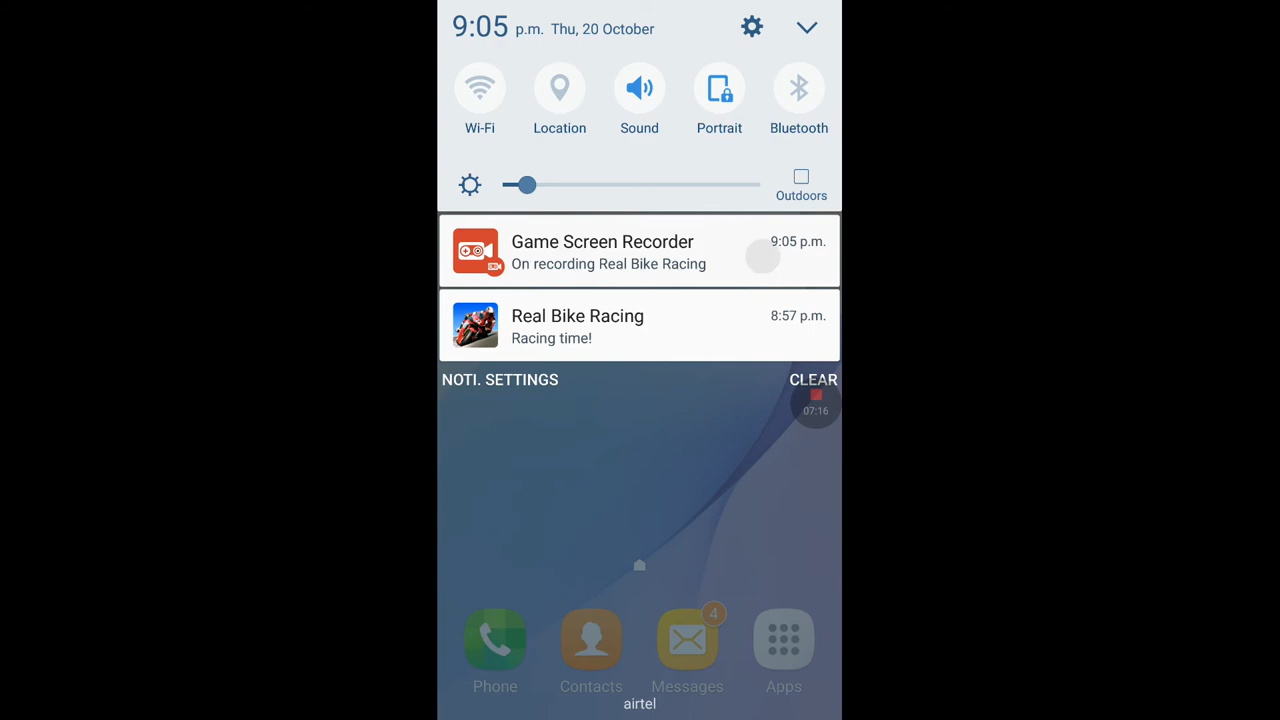 9:05 p.m. Thu, 20 October
Wi-Fi Location Sound Portrait Bluetooth
Outdoors
Game Screen Recorder 9:05 p.m.
On recording Real Bike Racing
Real Bike Racing 8:57 p.m.
Racing time!
NOTI. SETTINGS CLEAR
07:16
4
Phone Contacts Messages Apps
airtel